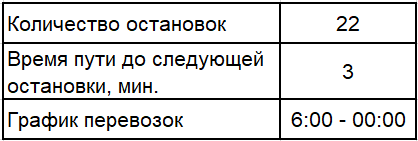 Количество остановок 22
Время пути до следующей
остановки, мин. 3
График перевозок 6:00 - 00:00